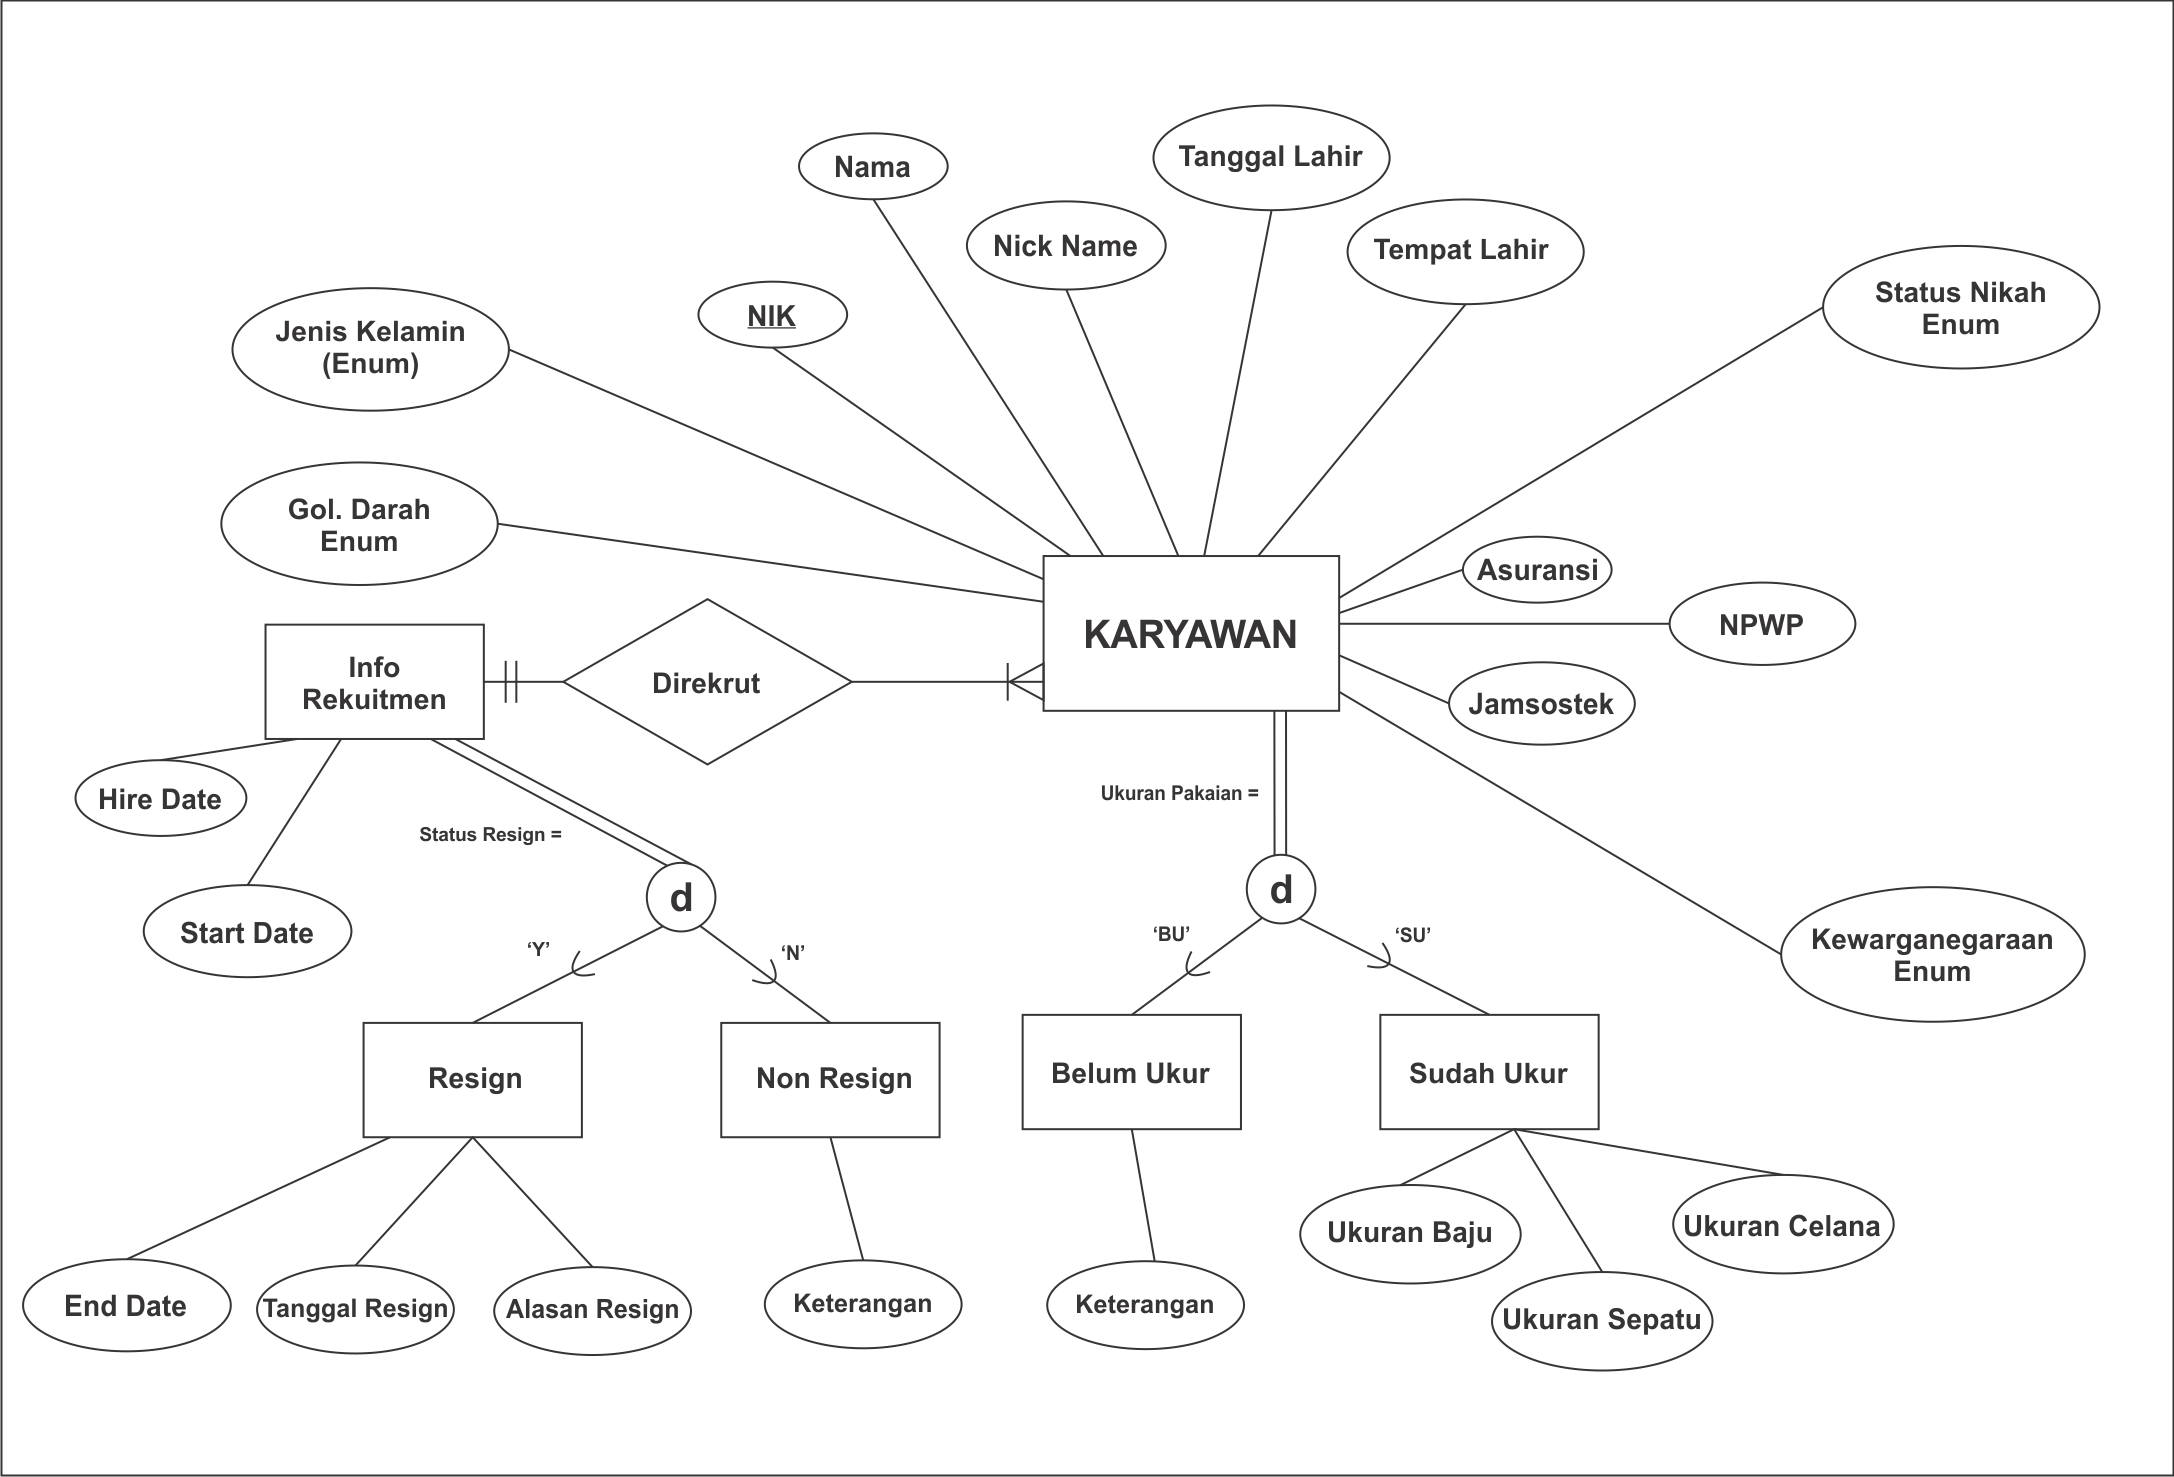 Nama
Tanggal Lahir
Nick Name
Tempat Lahir
Status Nikah
Enum
NIK
Jenis Kelamin
(Enum)
Gol. Darah
Enum
Asuransi
KARYAWAN
NPWP
Info
Rekuitmen
Direkrut
Jamsostek
Hire Date
Ukuran Pakaian =
Status Resign =
d
d
Start Date
‘Y’
‘N’
‘BU’
‘SU’
Kewarganegaraan
Enum
Resign
Non Resign
Belum Ukur
Sudah Ukur
Ukuran Baju
Ukuran Celana
End Date
Tanggal Resign
Alasan Resign
Keterangan
Keterangan
Ukuran Sepatu